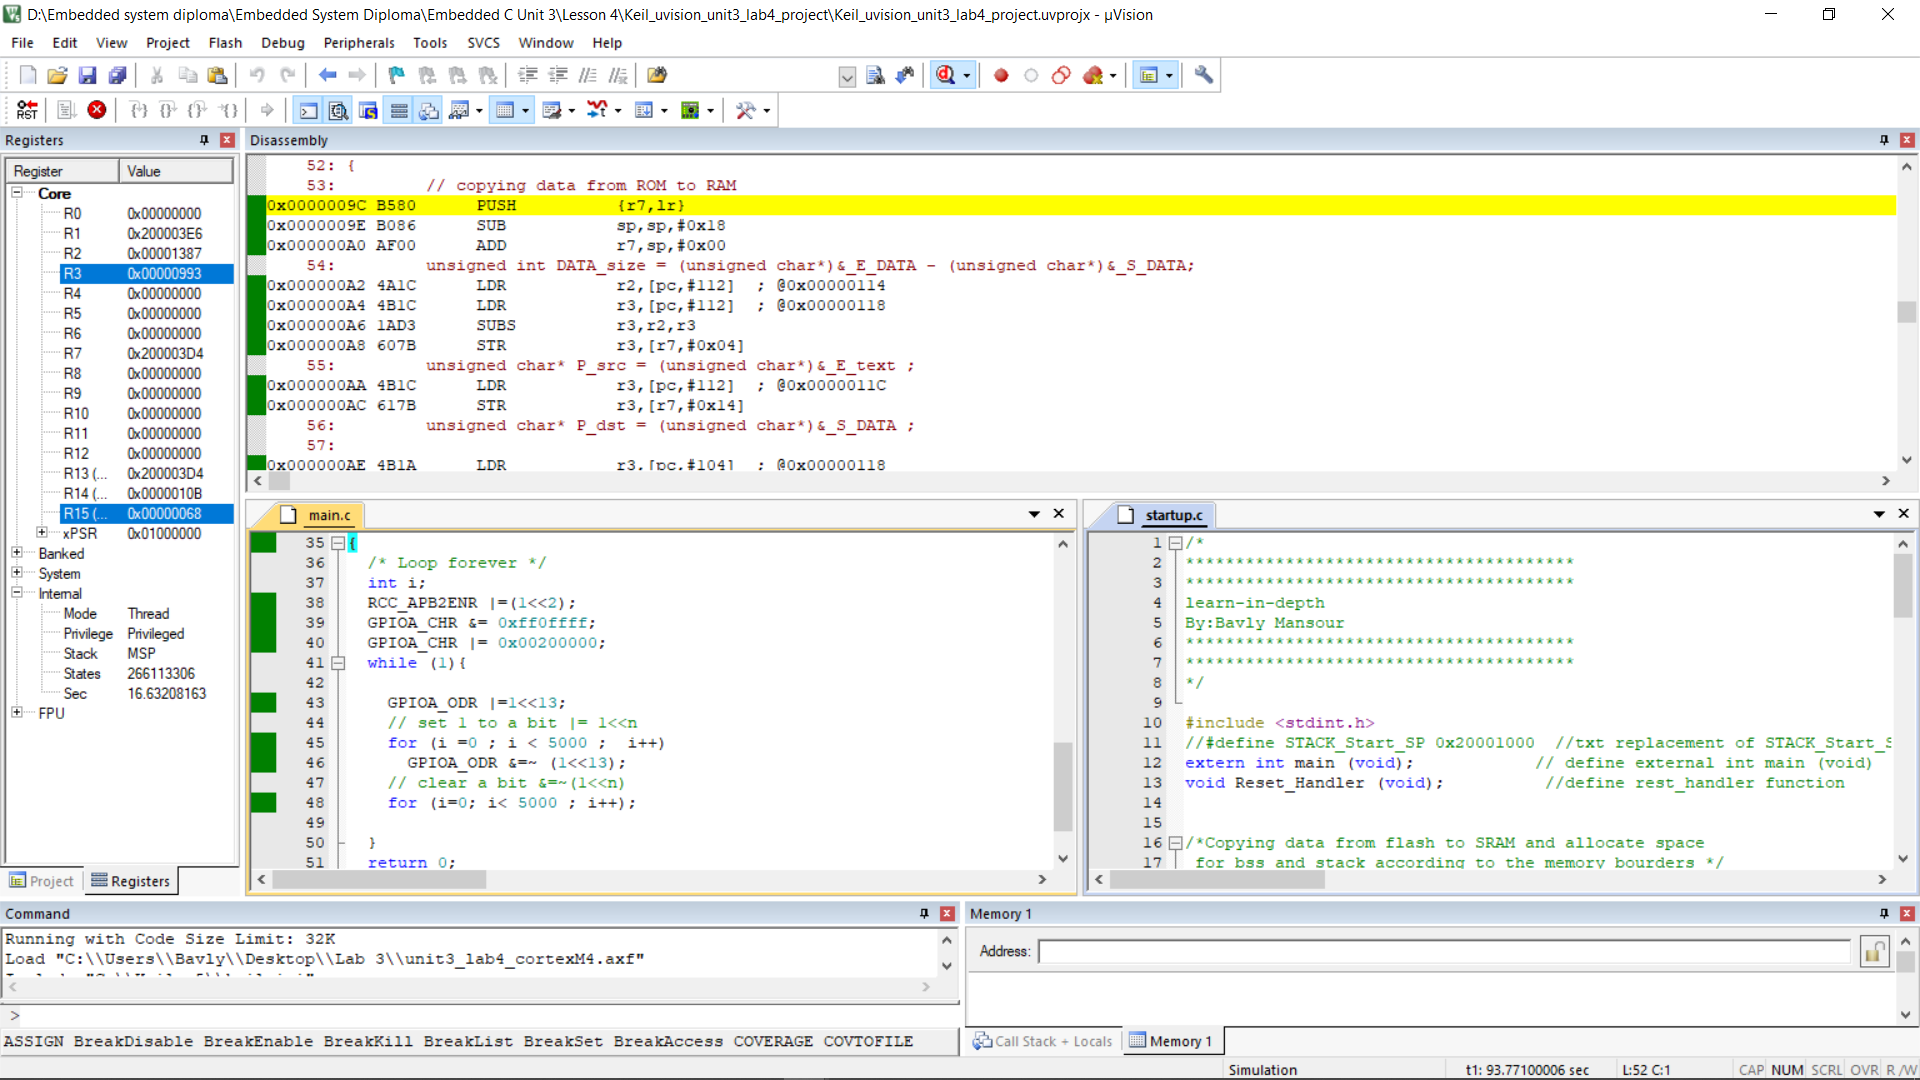 D:\Embedded system diploma\Embedded System Diploma\Embedded C Unit 3\Lesson 4\Keil_uvision_unit3_lab4_project\Keil_uvision_unit3_lab4_project.uvprojx - µVision
File Edit View Project Flash Debug Peripherals Tools SVCS Window Help
RST
Registers
Register Value
Core
R0 0x00000000
R1 0x200003E6
R2 0x00001387
R3 0x00000993
R4 0x00000000
R5 0x00000000
R6 0x00000000
R7 0x200003D4
R8 0x00000000
R9 0x00000000
R10 0x00000000
R11 0x00000000
R12 0x00000000
R13 (... 0x200003D4
R14 (... 0x0000010B
R15 (... 0x00000068
xPSR 0x01000000
Banked
System
Internal
Mode Thread
Privilege Privileged
Stack MSP
States 266113306
Sec 16.63208163
FPU
Project Registers
Disassembly
52: {
53: // copying data from ROM to RAM
0x0000009C B580 PUSH {r7,lr}
0x0000009E B086 SUB sp,sp,#0x18
0x000000A0 AF00 ADD r7,sp,#0x00
54: unsigned int DATA_size = (unsigned char*)&_E_DATA - (unsigned char*)&_S_DATA;
0x000000A2 4A1C LDR r2,[pc,#112] ; @0x00000114
0x000000A4 4B1C LDR r3,[pc,#112] ; @0x00000118
0x000000A6 1AD3 SUBS r3,r2,r3
0x000000A8 607B STR r3,[r7,#0x04]
55: unsigned char* P_src = (unsigned char*)&_E_text ;
0x000000AA 4B1C LDR r3,[pc,#112] ; @0x0000011C
0x000000AC 617B STR r3,[r7,#0x14]
56: unsigned char* P_dst = (unsigned char*)&_S_DATA ;
57:
0x000000AE 4B1A LDR r3,[pc,#104] ; @0x00000118
main.c
35 {
36 /* Loop forever */
37 int i;
38 RCC_APB2ENR |=(1<<2);
39 GPIOA_CHR &= 0xff0fffff;
40 GPIOA_CHR |= 0x00200000;
41 while (1){
42
43 GPIOA_ODR |=1<<13;
44 // set 1 to a bit |= 1<<n
45 for (i =0 ; i < 5000 ; i++)
46 GPIOA_ODR &=~ (1<<13);
47 // clear a bit &=~(1<<n)
48 for (i=0; i< 5000 ; i++);
49
50 }
51 return 0;
startup.c
1 /*
2 ***************************************
3 ***************************************
4 learn-in-depth
5 By:Bavly Mansour
6 ***************************************
7 ***************************************
8 */
9
10 #include <stdint.h>
11 //#define STACK_Start_SP 0x20001000 //txt replacement of STACK_Start_S
12 extern int main (void); // define external int main (void)
13 void Reset_Handler (void); //define rest_handler function
14
15
16 /*Copying data from flash to SRAM and allocate space
17 for bss and stack according to the memory bourders */
Command
Running with Code Size Limit: 32K
Load "C:\\Users\\Bavly\\Desktop\\Lab 3\\unit3_lab4_cortexM4.axf"
>
ASSIGN BreakDisable BreakEnable BreakKill BreakList BreakSet BreakAccess COVERAGE COVTOFILE
Memory 1
Address:
Call Stack + Locals Memory 1
Simulation t1: 93.77100006 sec L:52 C:1 CAP NUM SCRL OVR R/W